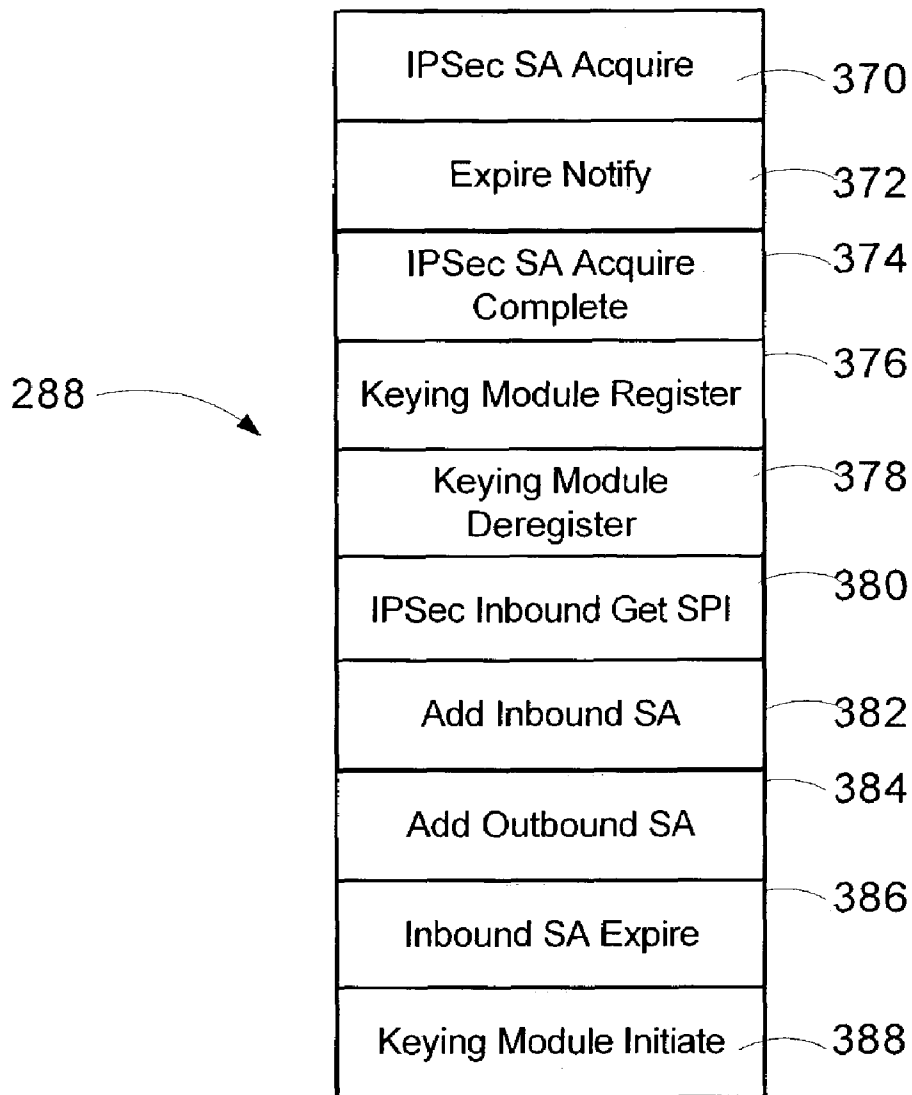 IPSec SA Acquire
370
Expire Notify
372
IPSec SA Acquire
Complete
374
376
Keying Module Register
288
Keying Module
Deregister
378
IPSec Inbound Get SPI
380
Add Inbound SA
382
384
Add Outbound SA
386
Inbound SA Expire
Keying Module Initiate
388